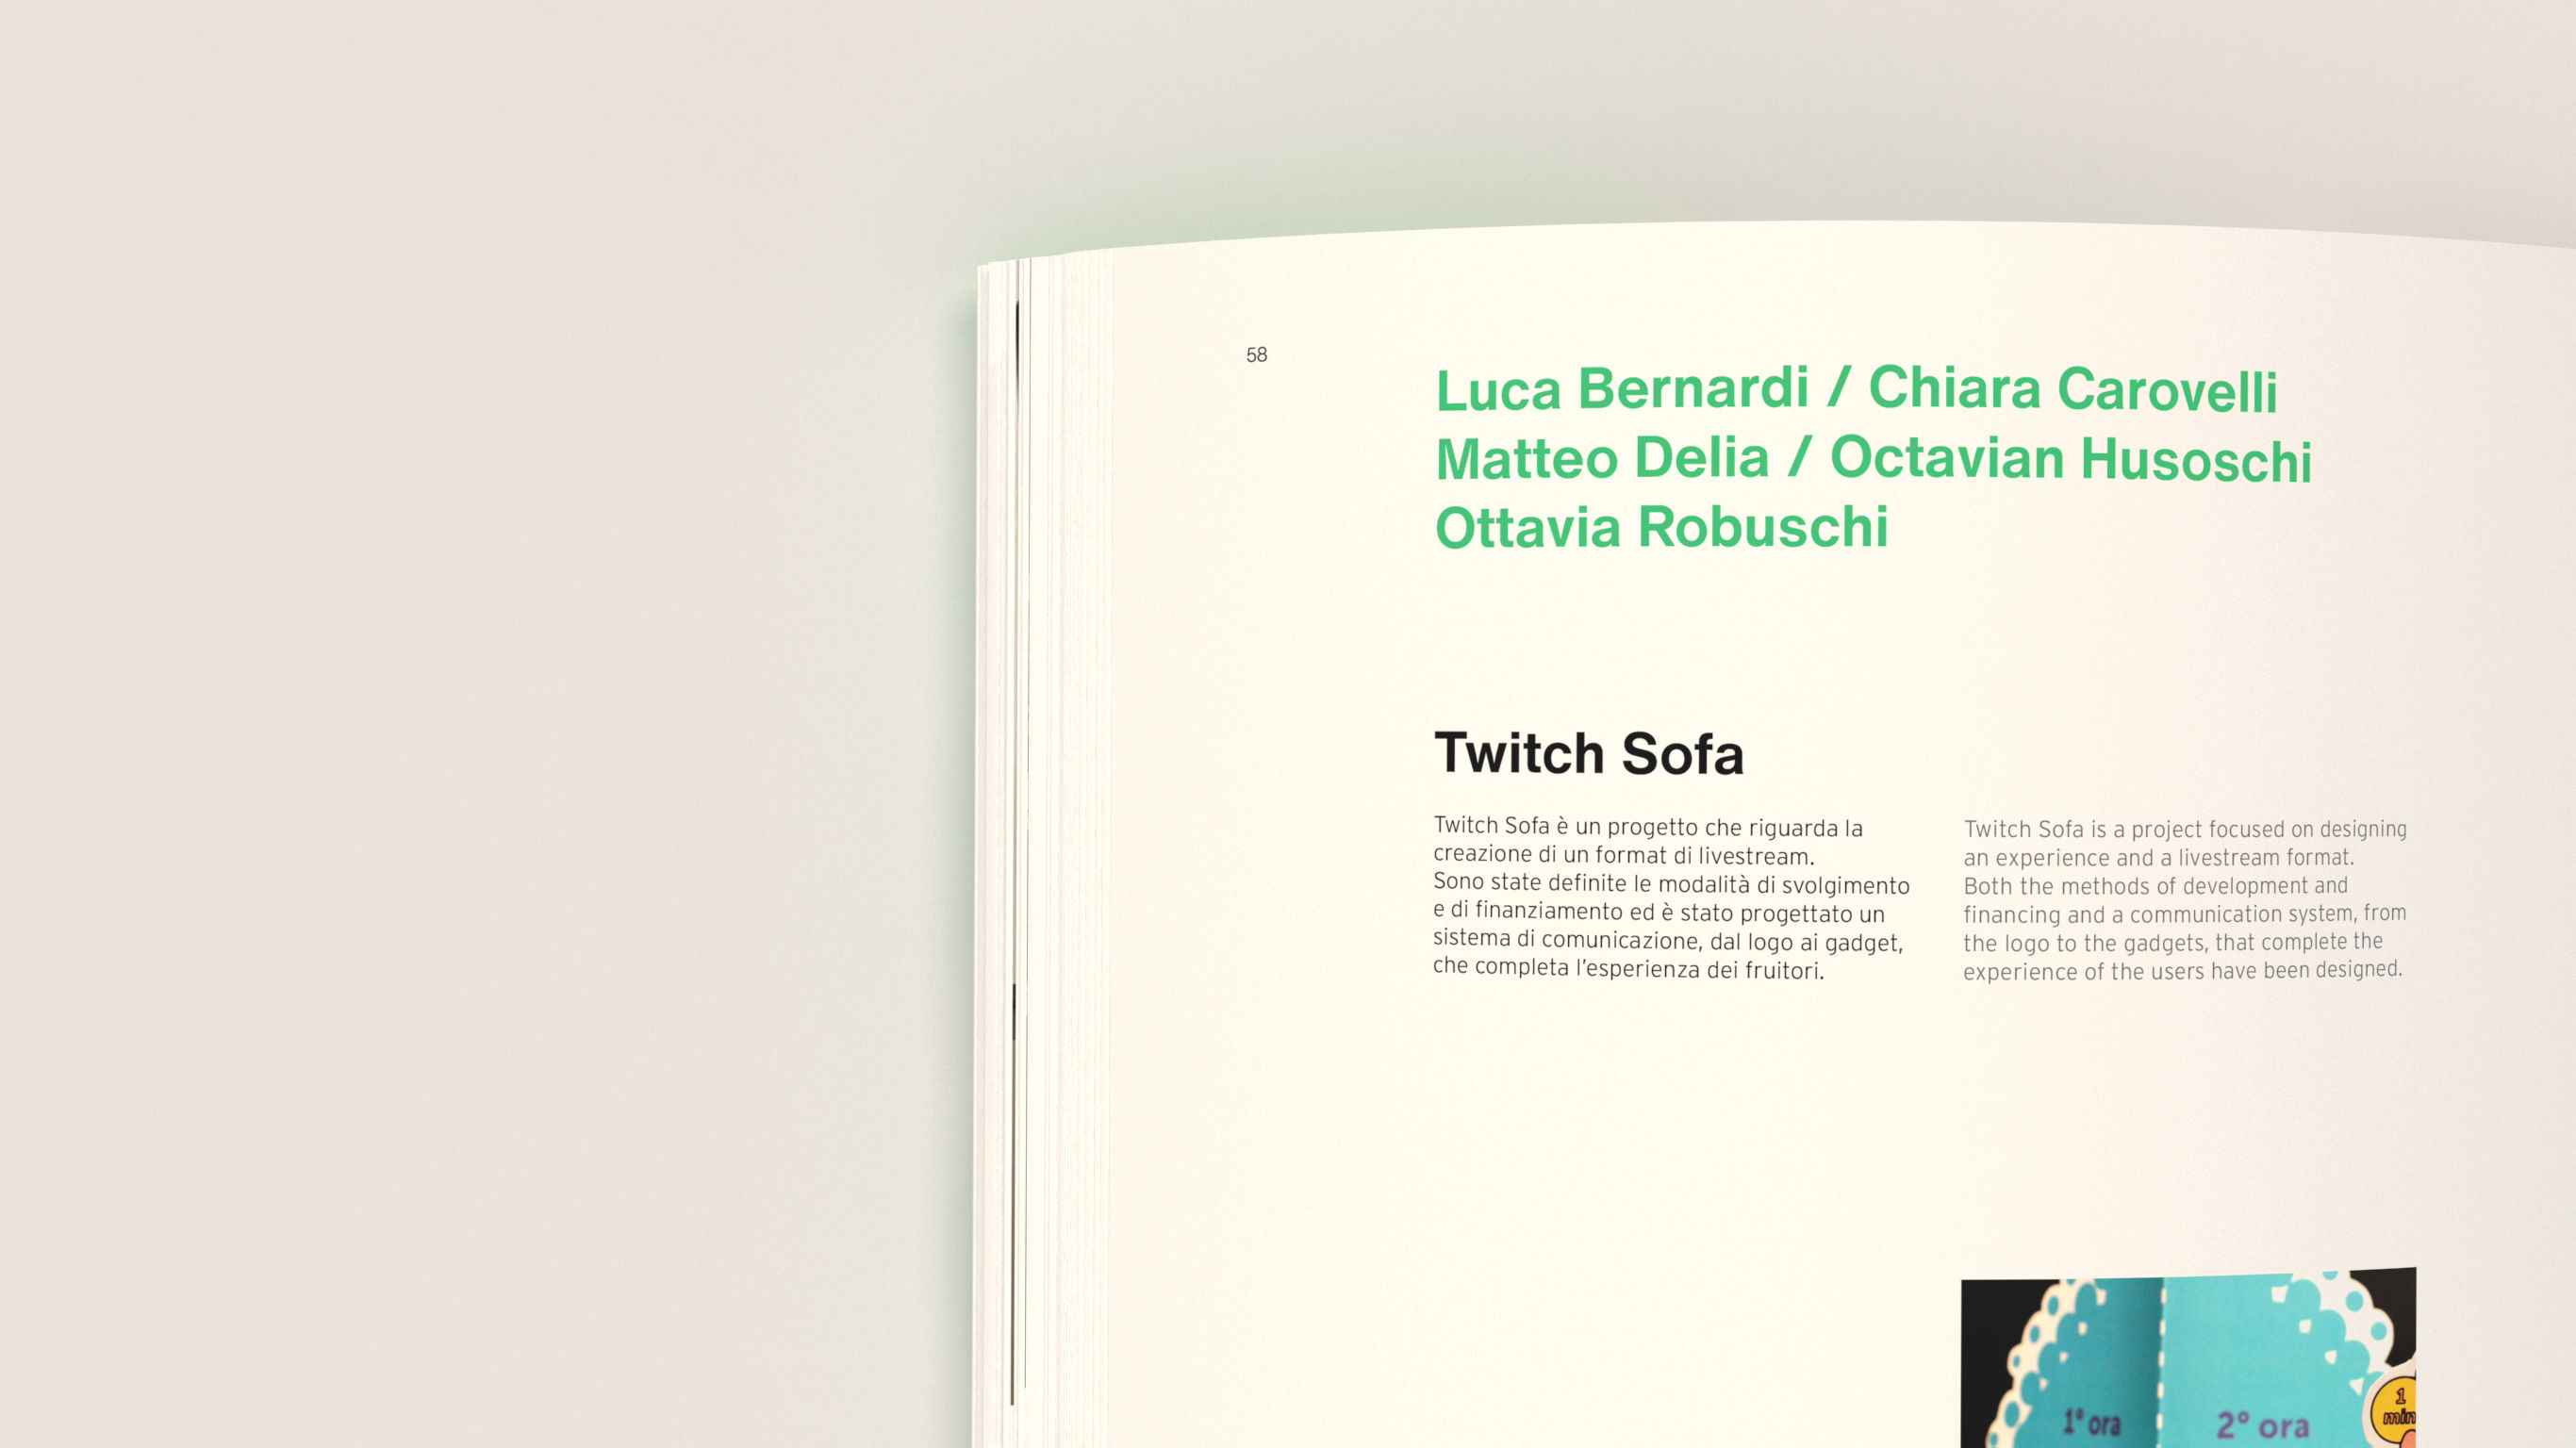 58
Luca Bernardi / Chiara Carovelli
Matteo Delia / Octavian Husoschi
Ottavia Robuschi
Twitch Sofa
Twitch Sofa è un progetto che riguarda la
creazione di un format di livestream.
Sono state definite le modalità di svolgimento
e di finanziamento ed è stato progettato un
sistema di comunicazione, dal logo ai gadget,
che completa l'esperienza dei fruitori.
Twitch Sofa is a project focused on designing
an experience and a livestream format.
Both the methods of development and
financing and a communication system, from
the logo to the gadgets, that complete the
experience of the users have been designed.
1° ora
2° ora
1
min